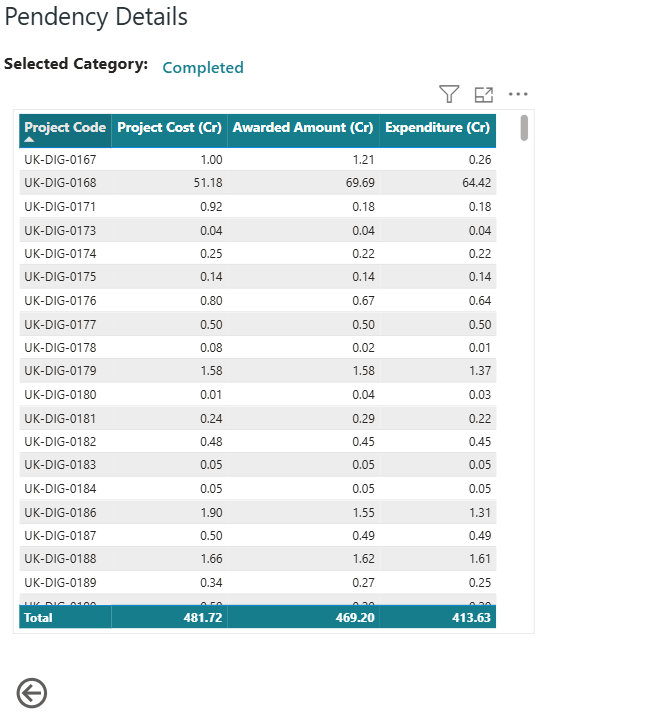 Pendency Details
Selected Category: Completed
Project Code Project Cost (Cr) Awarded Amount (Cr) Expenditure (Cr)
UK-DIG-0167 1.00 1.21 0.26
UK-DIG-0168 51.18 69.69 64.42
UK-DIG-0171 0.92 0.18 0.18
UK-DIG-0173 0.04 0.04 0.04
UK-DIG-0174 0.25 0.22 0.22
UK-DIG-0175 0.14 0.14 0.14
UK-DIG-0176 0.80 0.67 0.64
UK-DIG-0177 0.50 0.50 0.50
UK-DIG-0178 0.08 0.02 0.01
UK-DIG-0179 1.58 1.58 1.37
UK-DIG-0180 0.01 0.04 0.03
UK-DIG-0181 0.24 0.29 0.22
UK-DIG-0182 0.48 0.45 0.45
UK-DIG-0183 0.05 0.05 0.05
UK-DIG-0184 0.05 0.05 0.05
UK-DIG-0186 1.90 1.55 1.31
UK-DIG-0187 0.50 0.49 0.49
UK-DIG-0188 1.66 1.62 1.61
UK-DIG-0189 0.34 0.27 0.25
Total 481.72 469.20 413.63